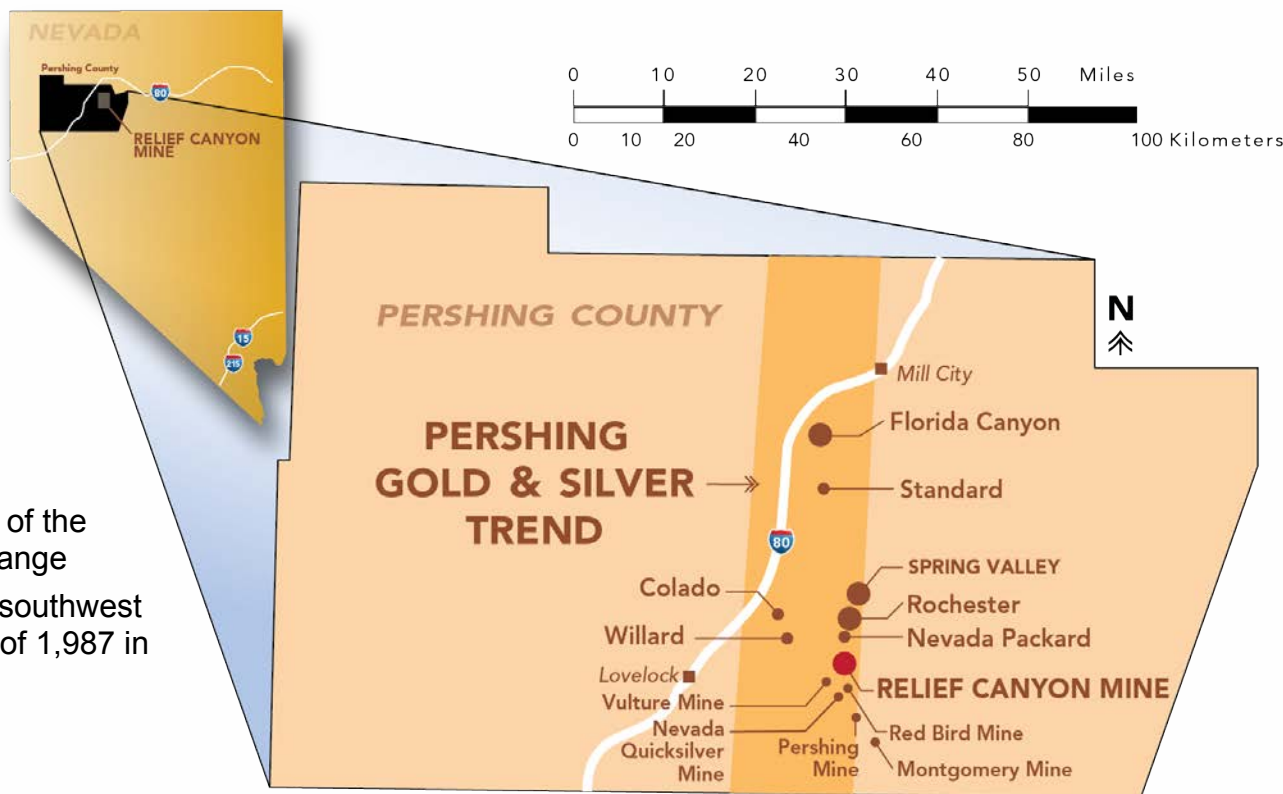 NEVADA
Pershing County
80
RELIEF CANYON
MINE
15
215
0 10 20 30 40 50 Miles
0 10 20 40 60 80 100 Kilometers
N
PERSHING COUNTY
Mill City
PERSHING
GOLD & SILVER
TREND
Florida Canyon
Standard
80
SPRING VALLEY
Colado
Rochester
Willard
Nevada Packard
Lovelock
RELIEF CANYON MINE
Vulture Mine
Nevada
Quicksilver
Mine
Pershing
Mine
Red Bird Mine
Montgomery Mine
of the
ange
southwest
of 1,987 in